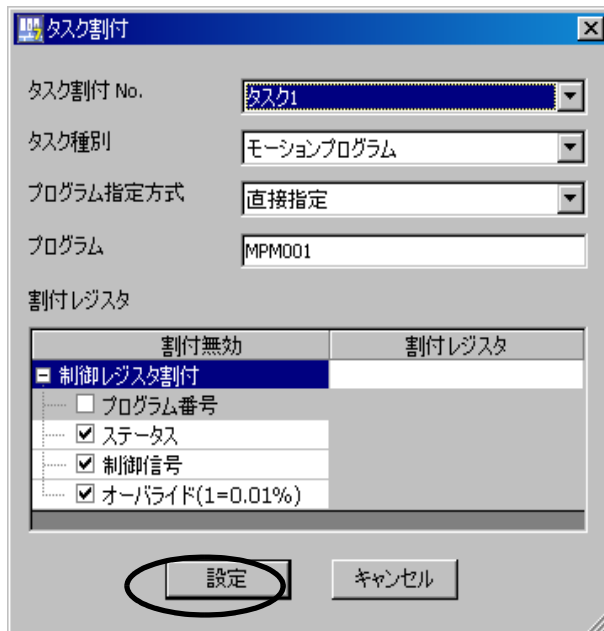 タスク割付
タスク割付 No. タスク1
タスク種別 モーションプログラム
プログラム指定方式 直接指定
プログラム MPM001
割付レジスタ
割付無効 割付レジスタ
制御レジスタ割付
プログラム番号
ステータス
制御信号
オーバライド(1=0.01%)
設定 キャンセル